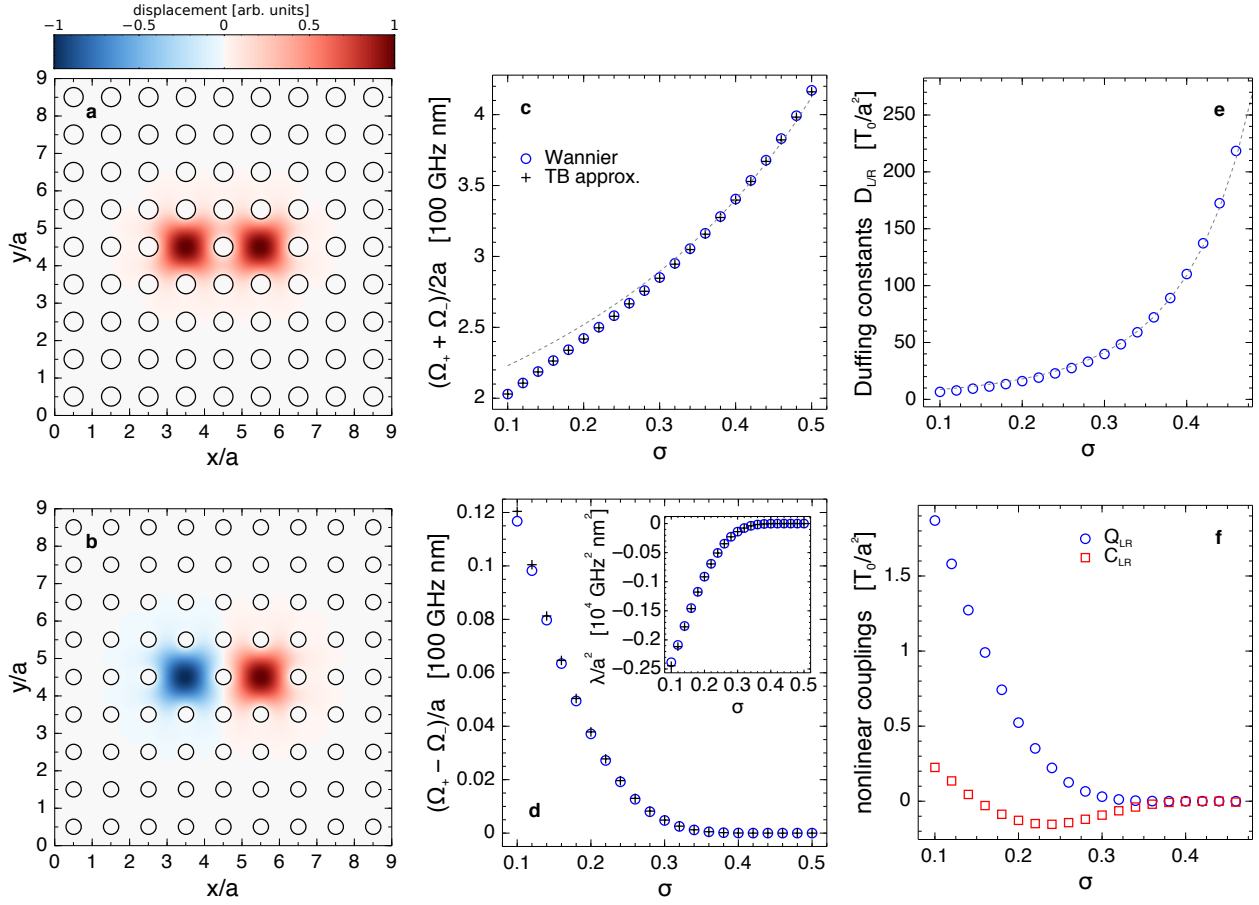 displacement [arb. units]
−1 −0.5 0 0.5 1
a
y/a
9
8
7
6
5
4
3
2
1
0
0 1 2 3 4 5 6 7 8 9
x/a
c
Wannier
TB approx.
(Ω₊ + Ω₋)/2a [100 GHz nm]
4
3.5
3
2.5
2
0.1 0.2 0.3 0.4 0.5
σ
e
Duffing constants D_{L/R} [T₀/a²]
250
200
150
100
50
0
0.1 0.2 0.3 0.4
σ
b
y/a
9
8
7
6
5
4
3
2
1
0
0 1 2 3 4 5 6 7 8 9
x/a
d
(Ω₊ − Ω₋)/a [100 GHz nm]
0.12
0.1
0.08
0.06
0.04
0.02
0
0.1 0.2 0.3 0.4 0.5
σ
λ/a² [10⁴ GHz² nm²]
0
−0.05
−0.1
−0.15
−0.2
−0.25
0.1 0.2 0.3 0.4 0.5
σ
f
Q_{LR}
C_{LR}
nonlinear couplings [T₀/a²]
1.5
1
0.5
0
0.1 0.2 0.3 0.4
σ